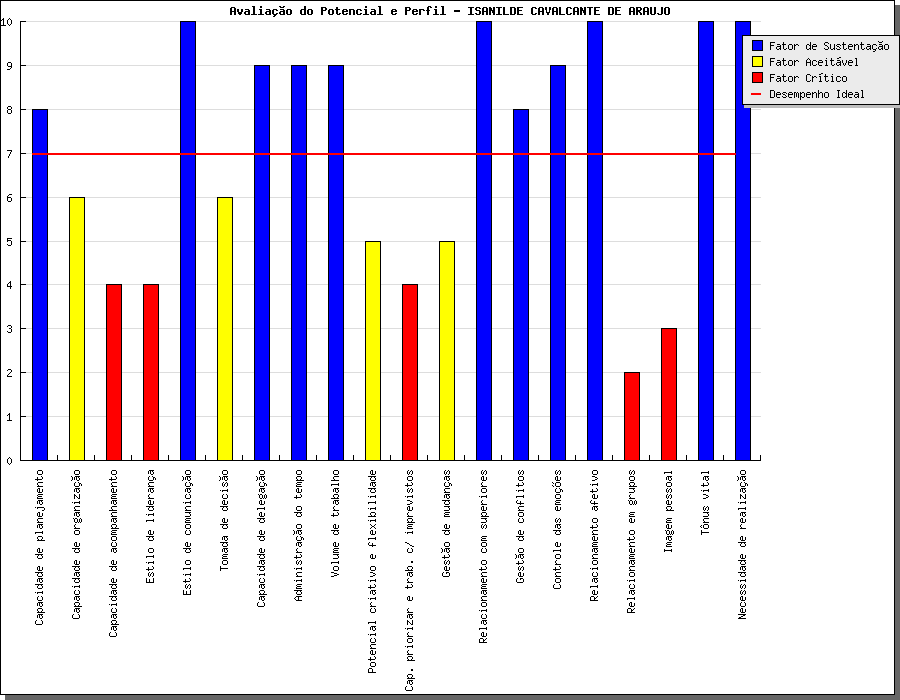 Avaliação do Potencial e Perfil - ISANILDE CAVALCANTE DE ARAUJO
Fator de Sustentação
Fator Aceitável
Fator Crítico
Desempenho Ideal
10
9
8
7
6
5
4
3
2
1
0
Capacidade de planejamento
Capacidade de organização
Capacidade de acompanhamento
Estilo de liderança
Estilo de comunicação
Tomada de decisão
Capacidade de delegação
Administração do tempo
Volume de trabalho
Potencial criativo e flexibilidade
Cap. priorizar e trab. c/ imprevistos
Gestão de mudanças
Relacionamento com superiores
Gestão de conflitos
Controle das emoções
Relacionamento afetivo
Relacionamento em grupos
Imagem pessoal
Tônus vital
Necessidade de realização